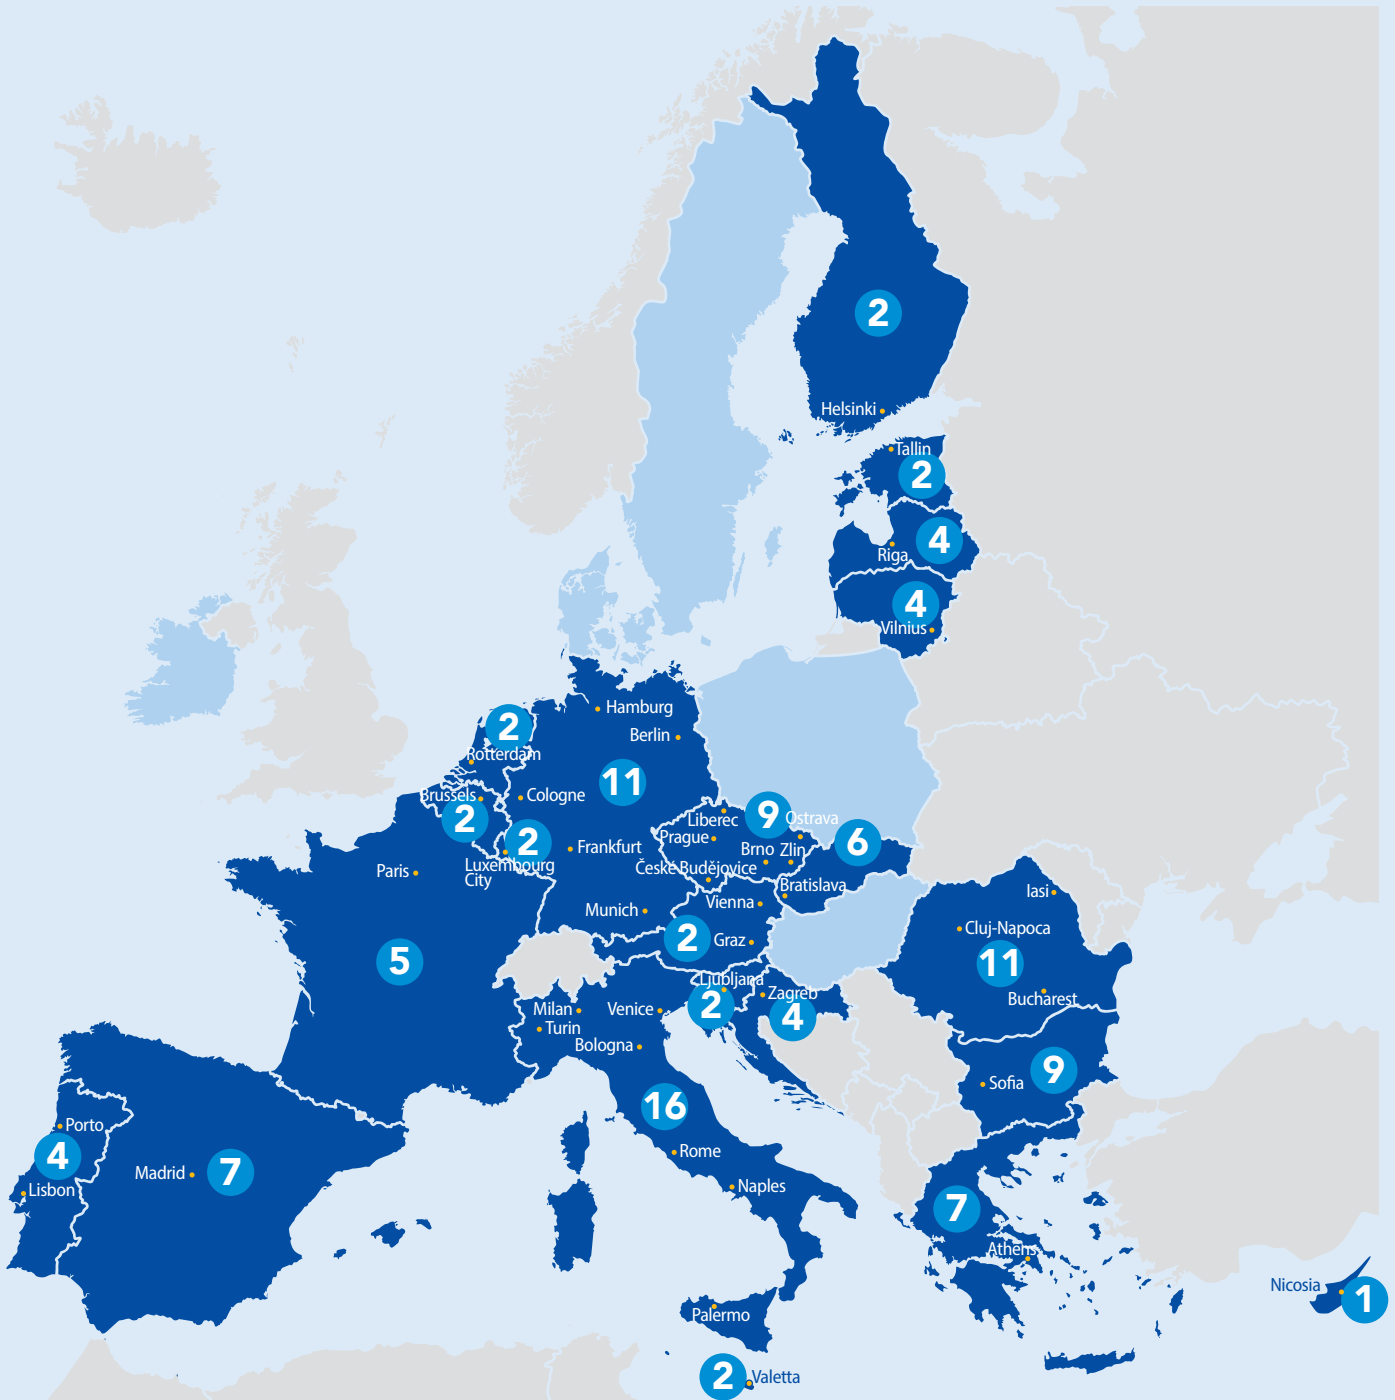 2
Helsinki
Tallin
2
4
Riga
4
Vilnius
Hamburg
2
Berlin
Rotterdam
11
Brussels
Cologne
2
Liberec
9
Ostrava
Prague
2
Frankfurt
6
Brno
Zlin
Luxembourg
City
České Budějovice
Paris
Bratislava
Iasi
Vienna
Munich
Cluj-Napoca
2
Graz
5
11
Ljubljana
Zagreb
Bucharest
2
4
Milan
Venice
Turin
Bologna
Sofia
9
16
Porto
4
Madrid
7
Rome
Lisbon
Naples
7
Athens
Nicosia
1
Palermo
2
Valetta